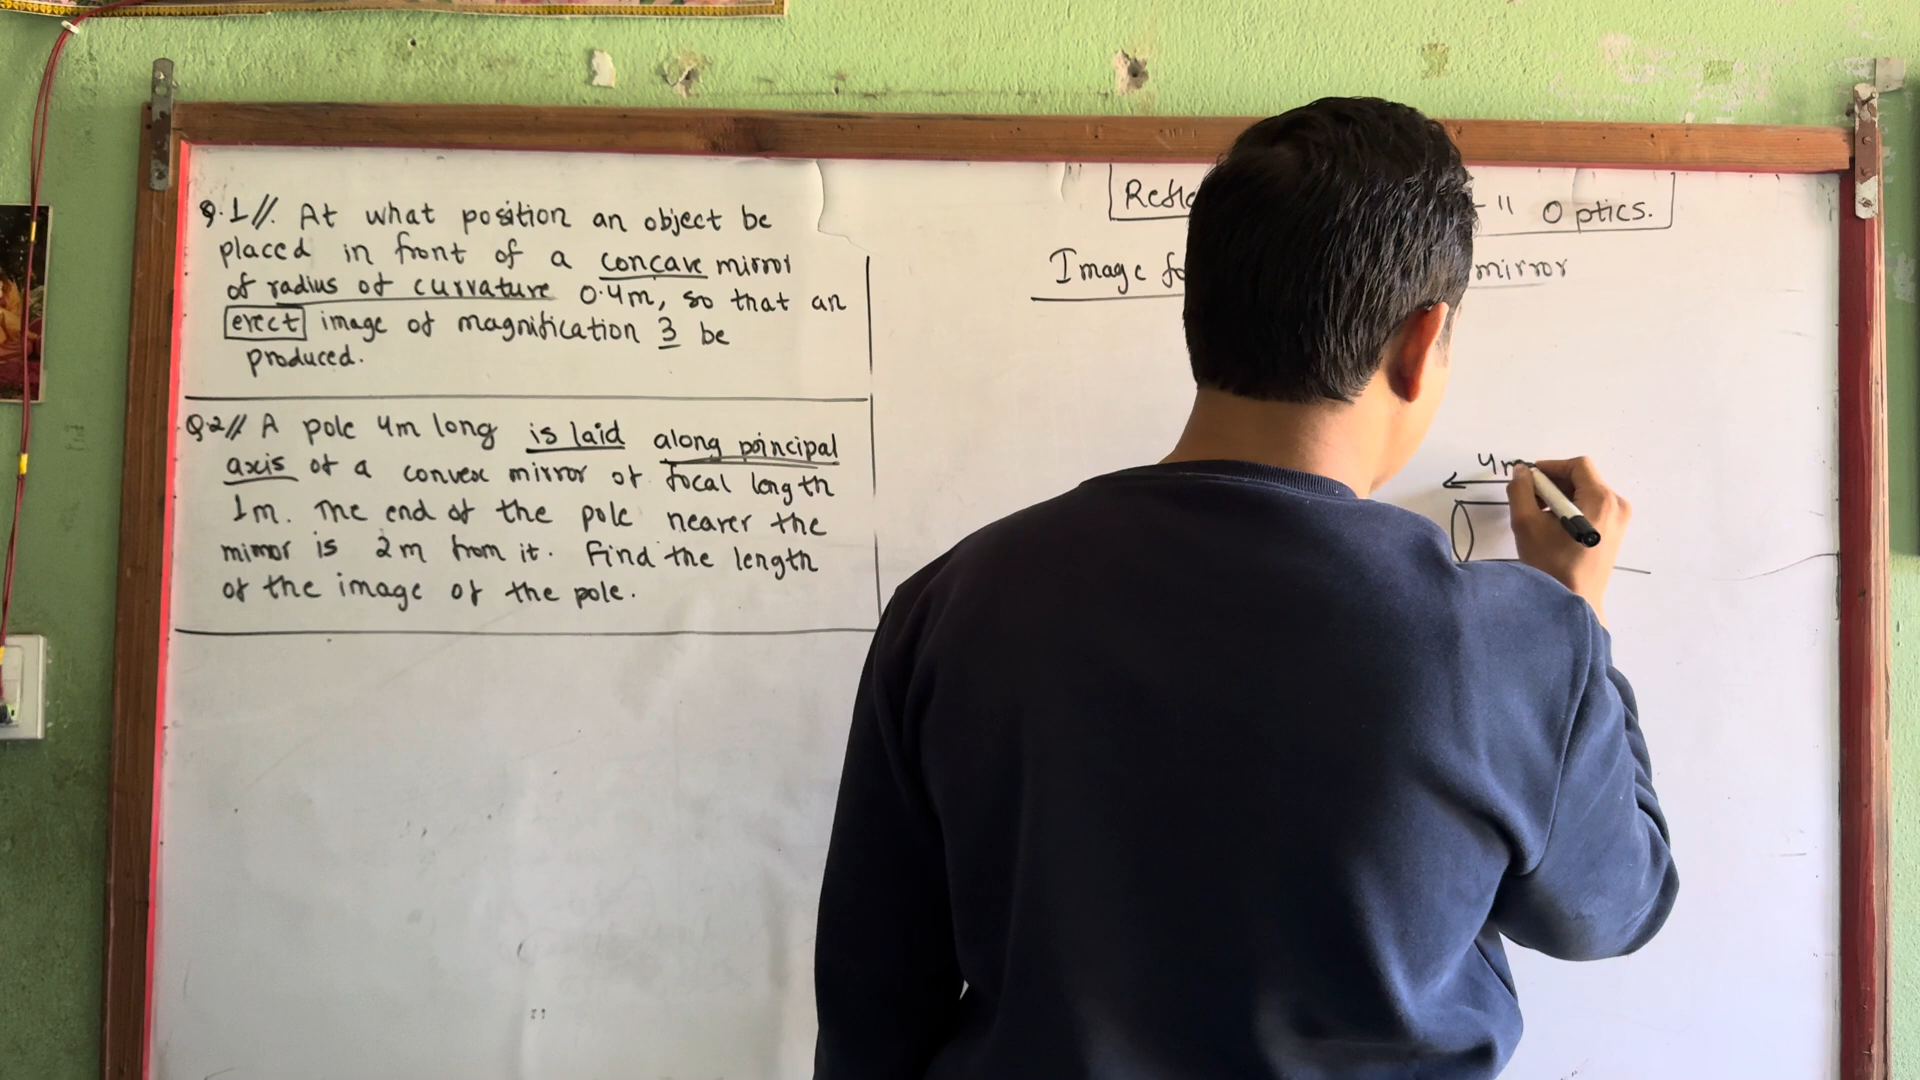 Q.1//. At what position an object be
placed in front of a concave mirror
of radius of curvature 0.4m, so that an
erect image of magnification 3 be
produced.
Q.2// A pole 4m long is laid along principal
axis of a convex mirror of focal length
1m. The end of the pole nearer the
mirror is 2m from it. Find the length
of the image of the pole.
Optics.
Image mirror
4m